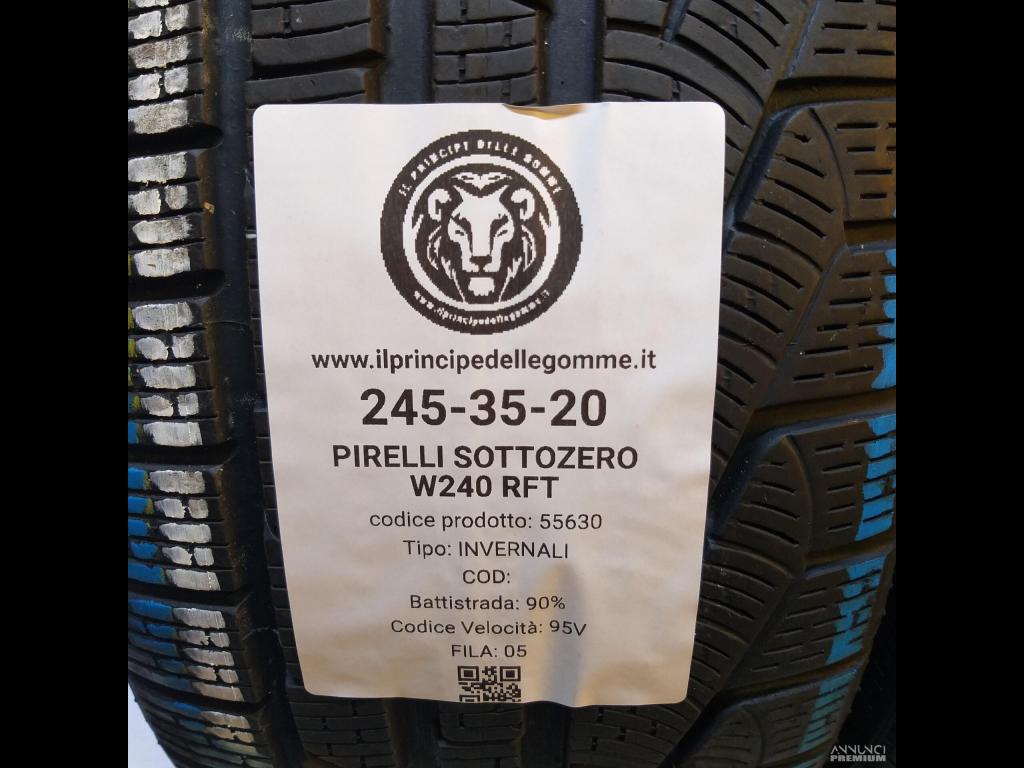 IL PRINCIPE DELLE GOMME
www.ilprincipedellegomme.it
www.ilprincipedellegomme.it
245-35-20
PIRELLI SOTTOZERO
W240 RFT
codice prodotto: 55630
Tipo: INVERNALI
COD:
Battistrada: 90%
Codice Velocità: 95V
FILA: 05
ANNUNCI
PREMIUM